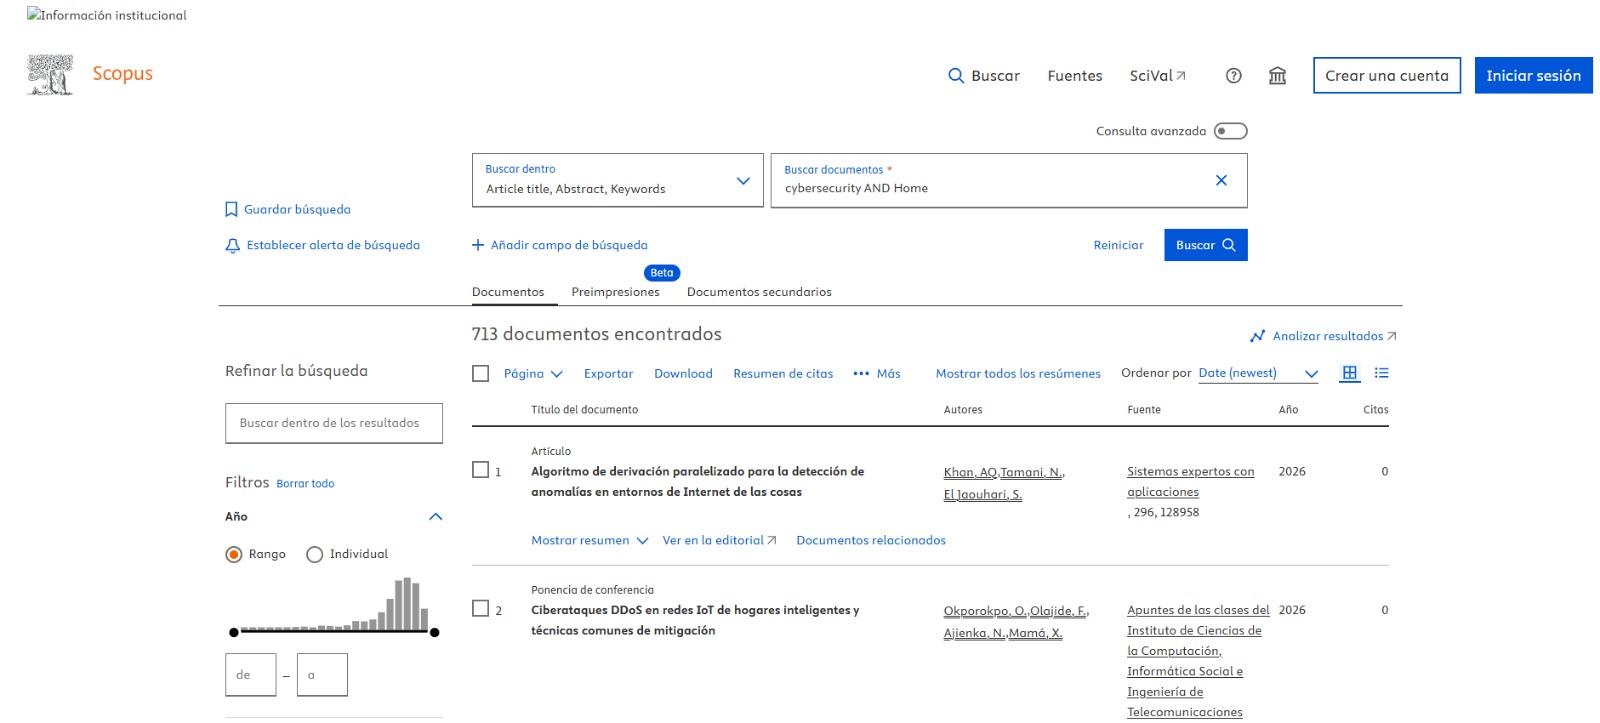 Información institucional
Scopus
Buscar
Fuentes
SciVal
Crear una cuenta
Iniciar sesión
Consulta avanzada
Buscar dentro
Article title, Abstract, Keywords
Buscar documentos *
cybersecurity AND Home
Guardar búsqueda
Establecer alerta de búsqueda
Añadir campo de búsqueda
Reiniciar
Buscar
Beta
Documentos
Preimpresiones
Documentos secundarios
713 documentos encontrados
Analizar resultados
Refinar la búsqueda
Página
Exportar
Download
Resumen de citas
Más
Mostrar todos los resúmenes
Ordenar por
Date (newest)
Título del documento
Autores
Fuente
Año
Citas
Buscar dentro de los resultados
Filtros
Borrar todo
Año
Rango
Individual
de
–
a
Artículo
1
Algoritmo de derivación paralelizado para la detección de
anomalías en entornos de Internet de las cosas
Khan, AQ,Tamani, N.,
El Jaouhari, S.
Sistemas expertos con
aplicaciones
, 296, 128958
2026
0
Mostrar resumen
Ver en la editorial
Documentos relacionados
Ponencia de conferencia
2
Ciberataques DDoS en redes IoT de hogares inteligentes y
técnicas comunes de mitigación
Okporokpo, O.,Olajide, F.,
Ajienka, N.,Mamá, X.
Apuntes de las clases del
Instituto de Ciencias de
la Computación,
Informática Social e
Ingeniería de
Telecomunicaciones
2026
0